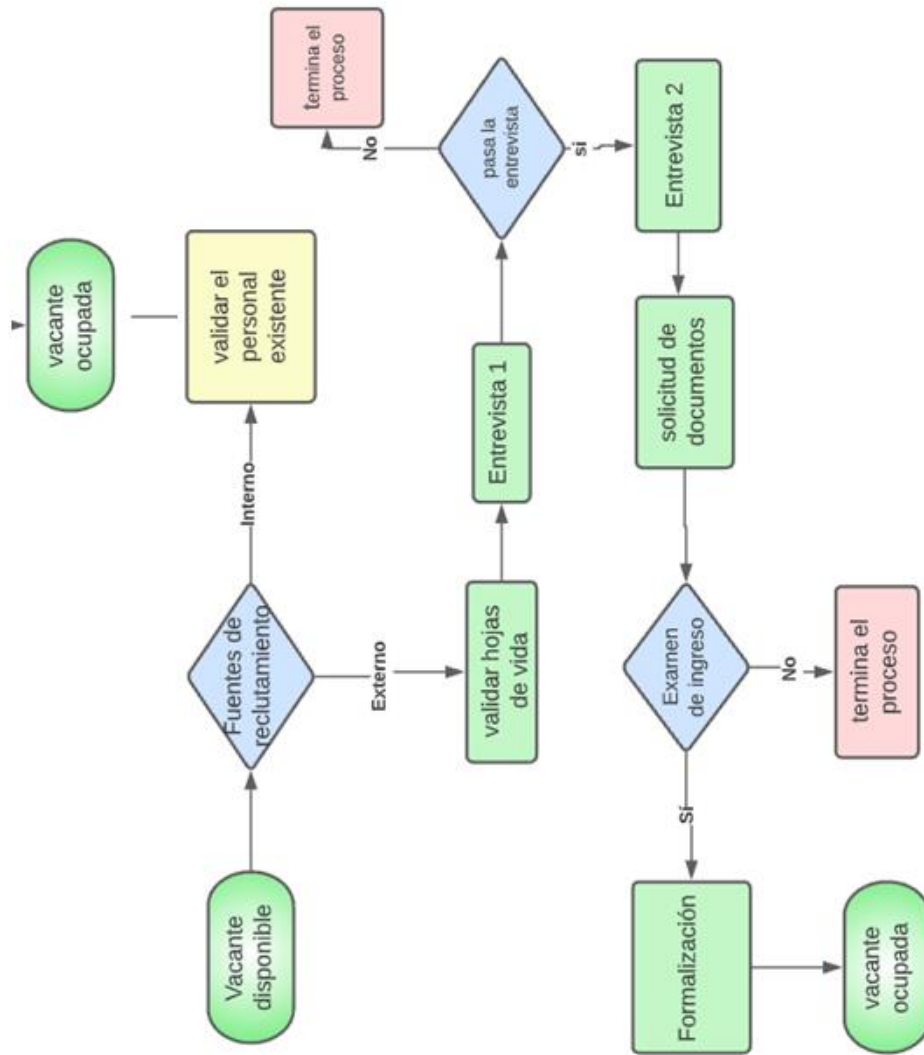 Vacante
disponible
Fuentes de
reclutamiento
Interno
validar el
personal
existente
vacante
ocupada
Externo
validar hojas
de vida
Entrevista 1
pasa la
entrevista
No
termina el
proceso
si
Entrevista 2
solicitud de
documentos
Examen
de ingreso
No
termina el
proceso
Sí
Formalización
vacante
ocupada